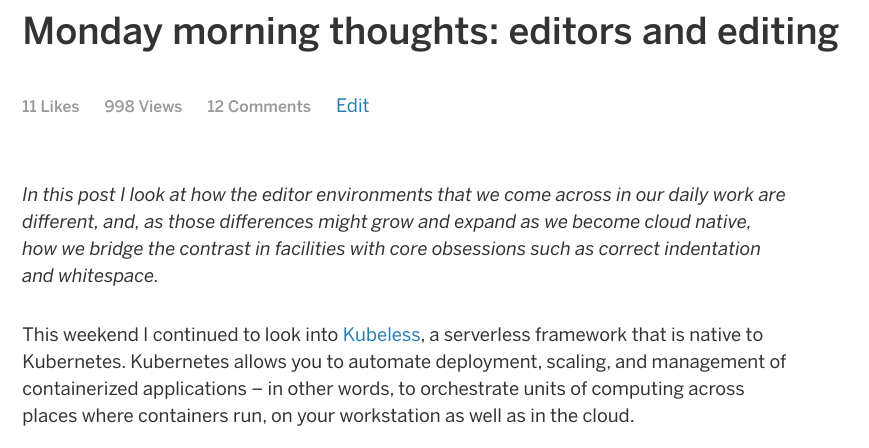 Monday morning thoughts: editors and editing
11 Likes 998 Views 12 Comments Edit
In this post I look at how the editor environments that we come across in our daily work are
different, and, as those differences might grow and expand as we become cloud native,
how we bridge the contrast in facilities with core obsessions such as correct indentation
and whitespace.
This weekend I continued to look into Kubeless, a serverless framework that is native to
Kubernetes. Kubernetes allows you to automate deployment, scaling, and management of
containerized applications – in other words, to orchestrate units of computing across
places where containers run, on your workstation as well as in the cloud.